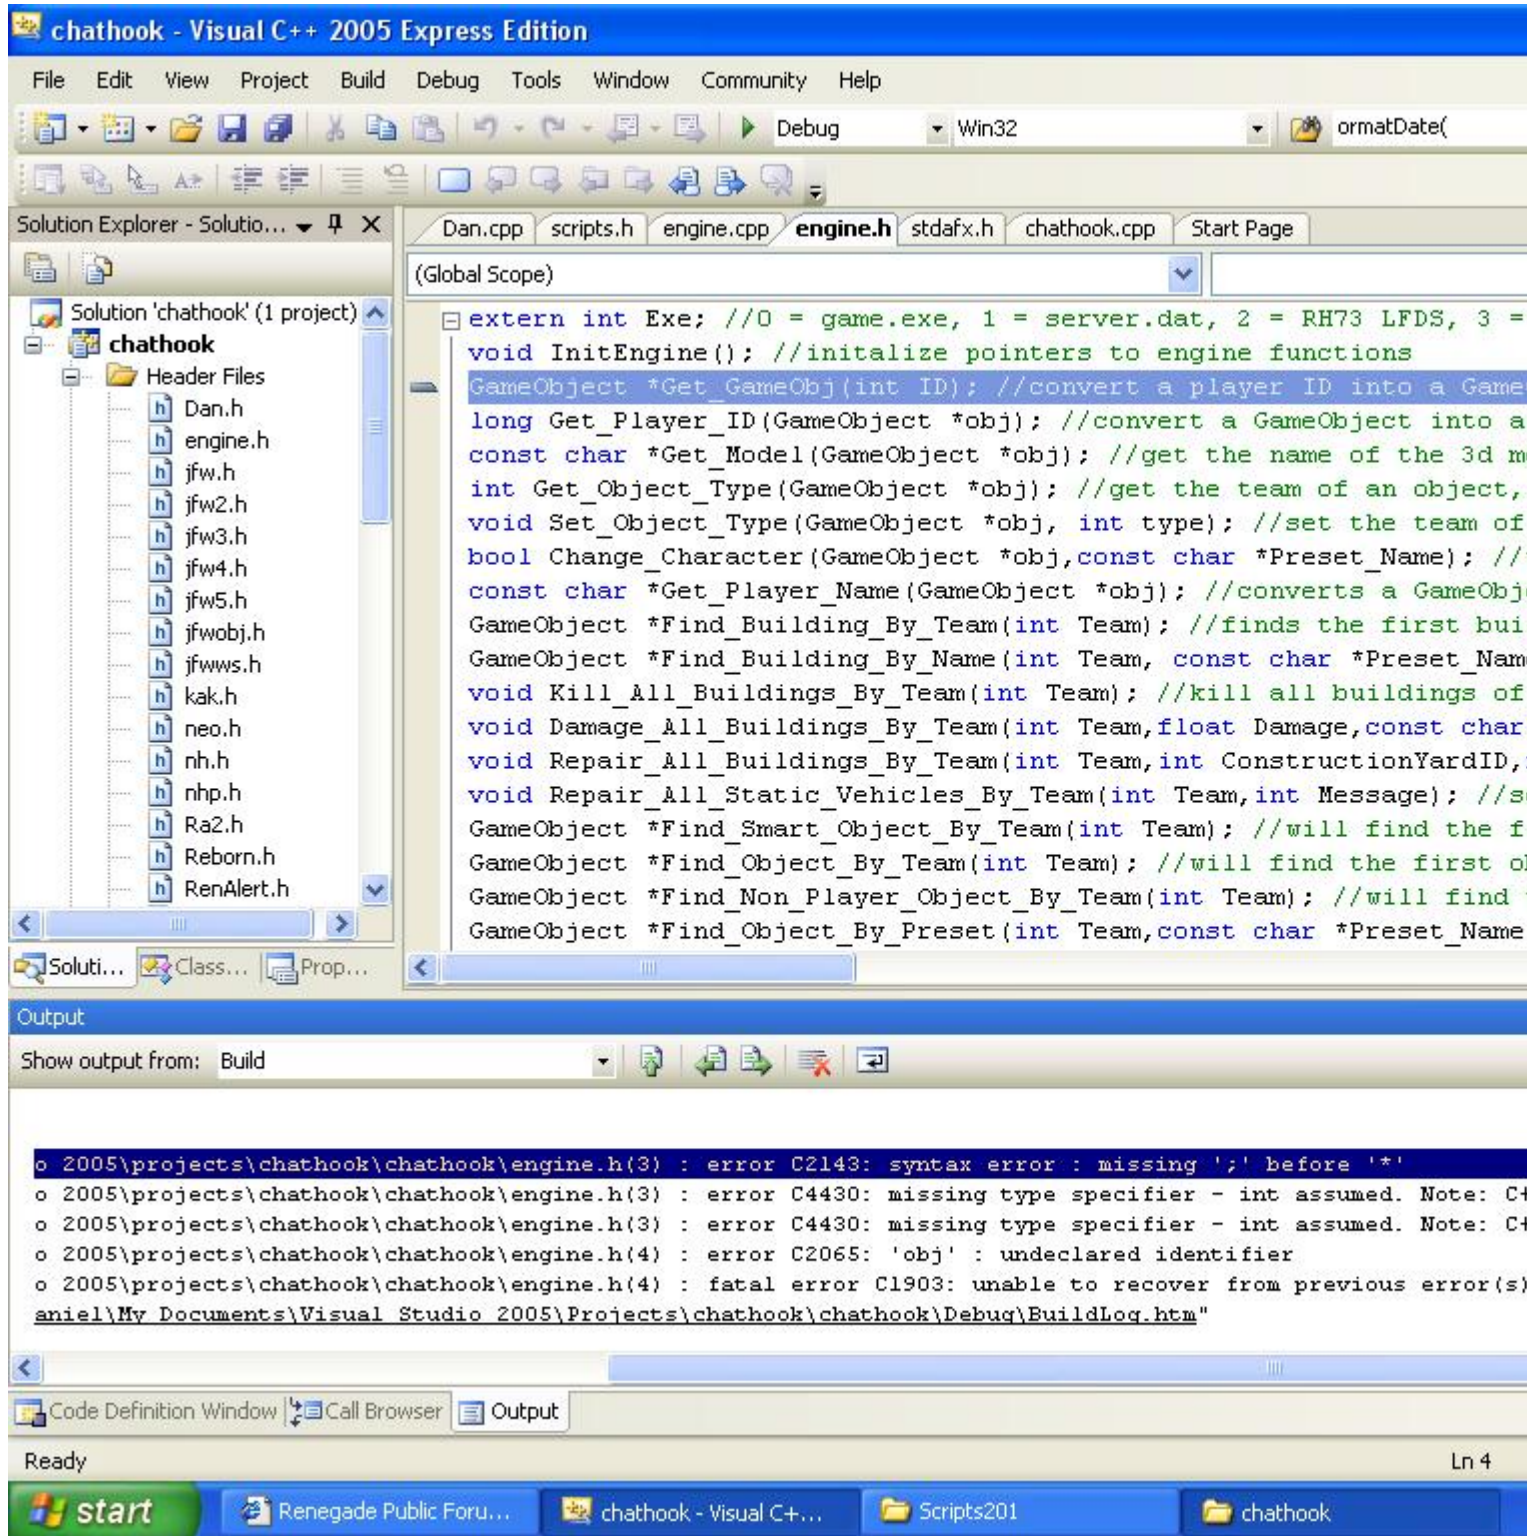 chathook - Visual C++ 2005 Express Edition
File Edit View Project Build Debug Tools Window Community Help
Debug Win32 ormatDate(
Solution Explorer - Solutio...
Dan.cpp scripts.h engine.cpp engine.h stdafx.h chathook.cpp Start Page
(Global Scope)
Solution 'chathook' (1 project)
chathook
Header Files
Dan.h
engine.h
jfw.h
jfw2.h
jfw3.h
jfw4.h
jfw5.h
jfwobj.h
jfwws.h
kak.h
neo.h
nh.h
nhp.h
Ra2.h
Reborn.h
RenAlert.h
Soluti... Class... Prop...
extern int Exe; //0 = game.exe, 1 = server.dat, 2 = RH73 LFDS, 3 =
void InitEngine(); //initalize pointers to engine functions
GameObject *Get_GameObj(int ID); //convert a player ID into a Game
long Get_Player_ID(GameObject *obj); //convert a GameObject into a
const char *Get_Model(GameObject *obj); //get the name of the 3d m
int Get_Object_Type(GameObject *obj); //get the team of an object,
void Set_Object_Type(GameObject *obj, int type); //set the team of
bool Change_Character(GameObject *obj,const char *Preset_Name); //
const char *Get_Player_Name(GameObject *obj); //converts a GameObj
GameObject *Find_Building_By_Team(int Team); //finds the first bui
GameObject *Find_Building_By_Name(int Team, const char *Preset_Nam
void Kill_All_Buildings_By_Team(int Team); //kill all buildings of
void Damage_All_Buildings_By_Team(int Team,float Damage,const char
void Repair_All_Buildings_By_Team(int Team,int ConstructionYardID,
void Repair_All_Static_Vehicles_By_Team(int Team,int Message); //s
GameObject *Find_Smart_Object_By_Team(int Team); //will find the f
GameObject *Find_Object_By_Team(int Team); //will find the first o
GameObject *Find_Non_Player_Object_By_Team(int Team); //will find
GameObject *Find_Object_By_Preset(int Team,const char *Preset_Name
Output
Show output from: Build
o 2005\projects\chathook\chathook\engine.h(3) : error C2143: syntax error : missing ';' before '*'
o 2005\projects\chathook\chathook\engine.h(3) : error C4430: missing type specifier - int assumed. Note: C+
o 2005\projects\chathook\chathook\engine.h(3) : error C4430: missing type specifier - int assumed. Note: C+
o 2005\projects\chathook\chathook\engine.h(4) : error C2065: 'obj' : undeclared identifier
o 2005\projects\chathook\chathook\engine.h(4) : fatal error C1903: unable to recover from previous error(s)
aniel\My Documents\Visual Studio 2005\Projects\chathook\chathook\Debug\BuildLog.htm"
Code Definition Window Call Browser Output
Ready Ln 4
start Renegade Public Foru... chathook - Visual C+... Scripts201 chathook